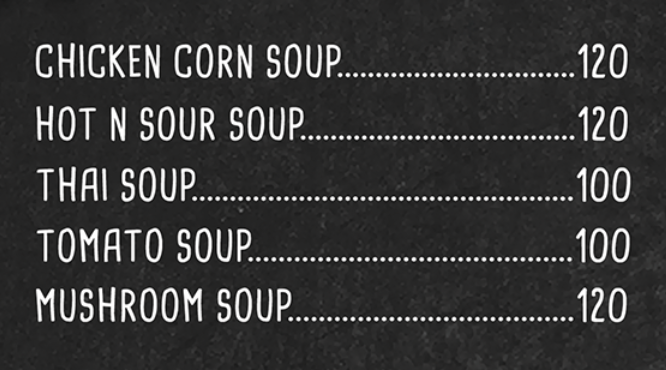 CHICKEN CORN SOUP..............................120
HOT N SOUR SOUP...................................120
THAI SOUP.................................................100
TOMATO SOUP..........................................100
MUSHROOM SOUP.....................................120